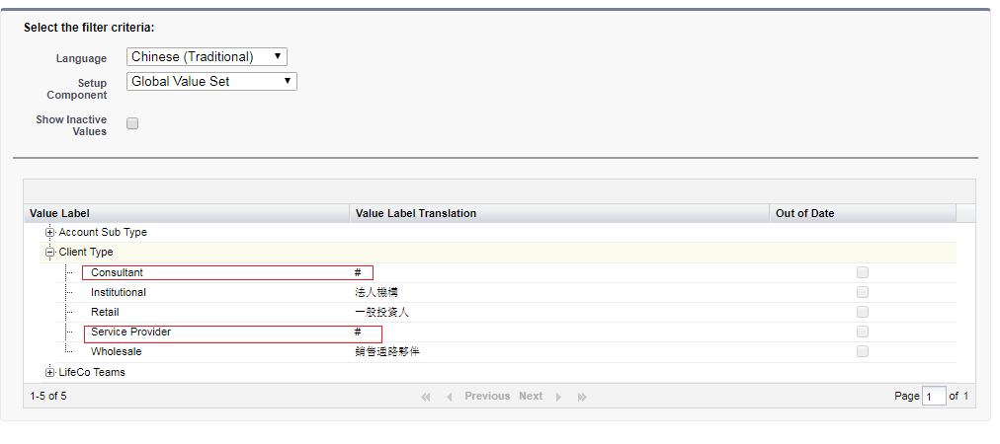 Select the filter criteria:
Language Chinese (Traditional)
Setup Component Global Value Set
Show Inactive Values
Value Label Value Label Translation Out of Date
Account Sub Type
Client Type
Consultant #
Institutional 法人機構
Retail 一般投資人
Service Provider #
Wholesale 銷售通路夥伴
LifeCo Teams
1-5 of 5 Previous Next Page 1 of 1